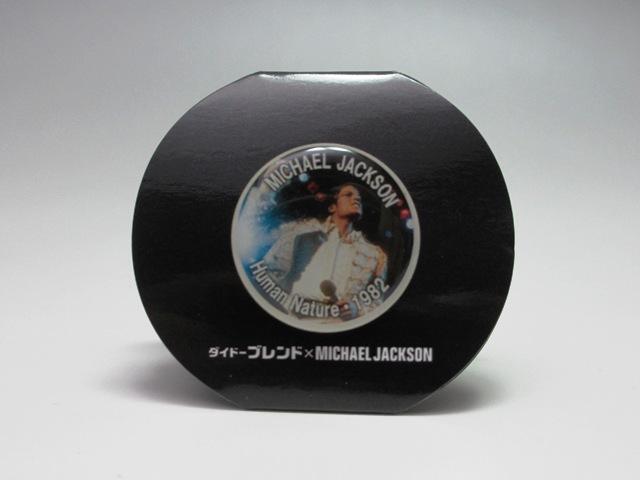 MICHAEL JACKSON
Human Nature・1982
ダイドーブレンド×MICHAEL JACKSON